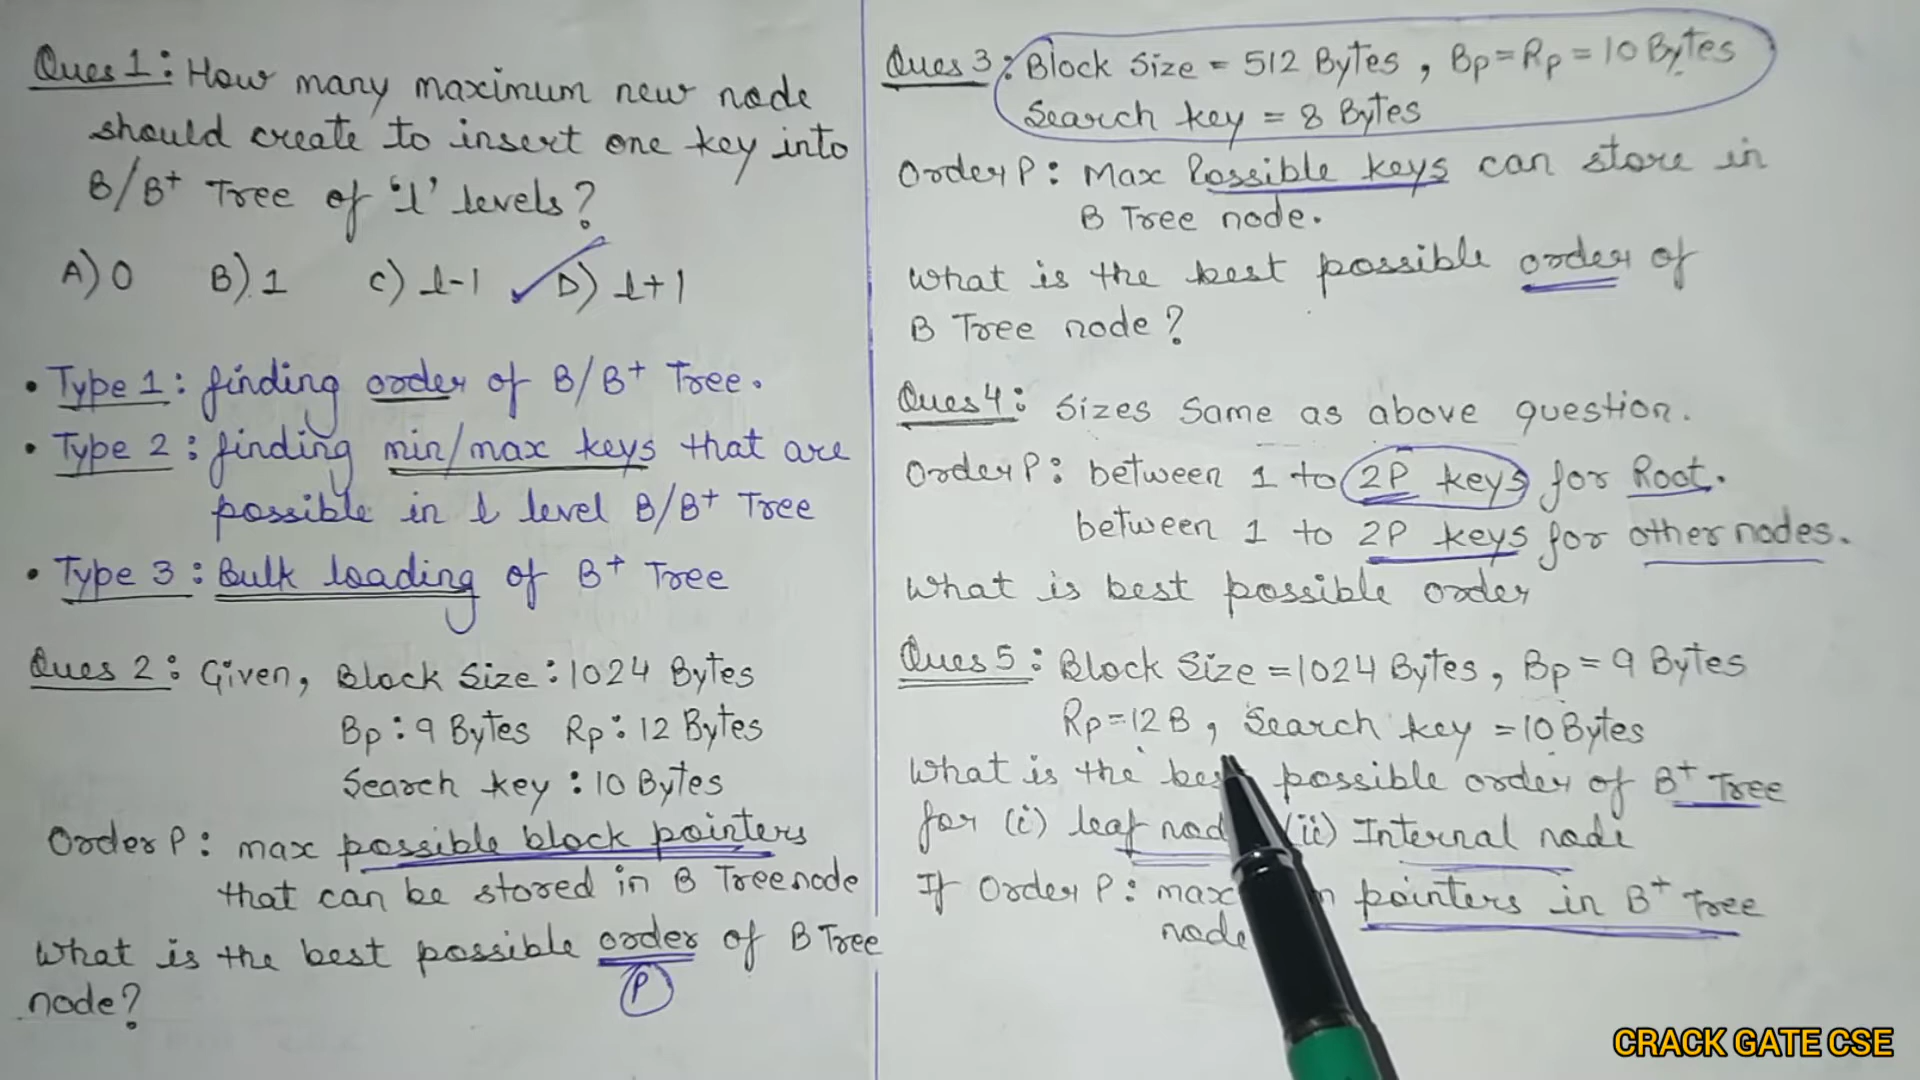 Ques 1: How many maximum new node
should create to insert one key into
B/B+ Tree of 'l' levels?
A) 0 B) 1 C) l-1 D) l+1
• Type 1: finding order of B/B+ Tree.
• Type 2: finding min/max keys that are
possible in l level B/B+ Tree
• Type 3: Bulk loading of B+ Tree
Ques 2: Given, Block Size: 1024 Bytes
Bp: 9 Bytes Rp: 12 Bytes
Search key: 10 Bytes
Order P: max possible block pointers
that can be stored in B Tree node
What is the best possible order of B Tree
P
node?
Ques 3: Block Size = 512 Bytes, Bp = Rp = 10 Bytes
Search key = 8 Bytes
Order P: Max Possible keys can store in
B Tree node.
What is the best possible order of
B Tree node?
Ques 4: Sizes Same as above question.
Order P: between 1 to 2P keys for Root.
between 1 to 2P keys for other nodes.
What is best possible order
Ques 5: Block Size = 1024 Bytes, Bp = 9 Bytes
Rp = 12 B, Search key = 10 Bytes
What is the best possible order of B+ Tree
for (i) leaf (ii) Internal node
If Order P: max pointers in B+ Tree
node
CRACK GATE CSE